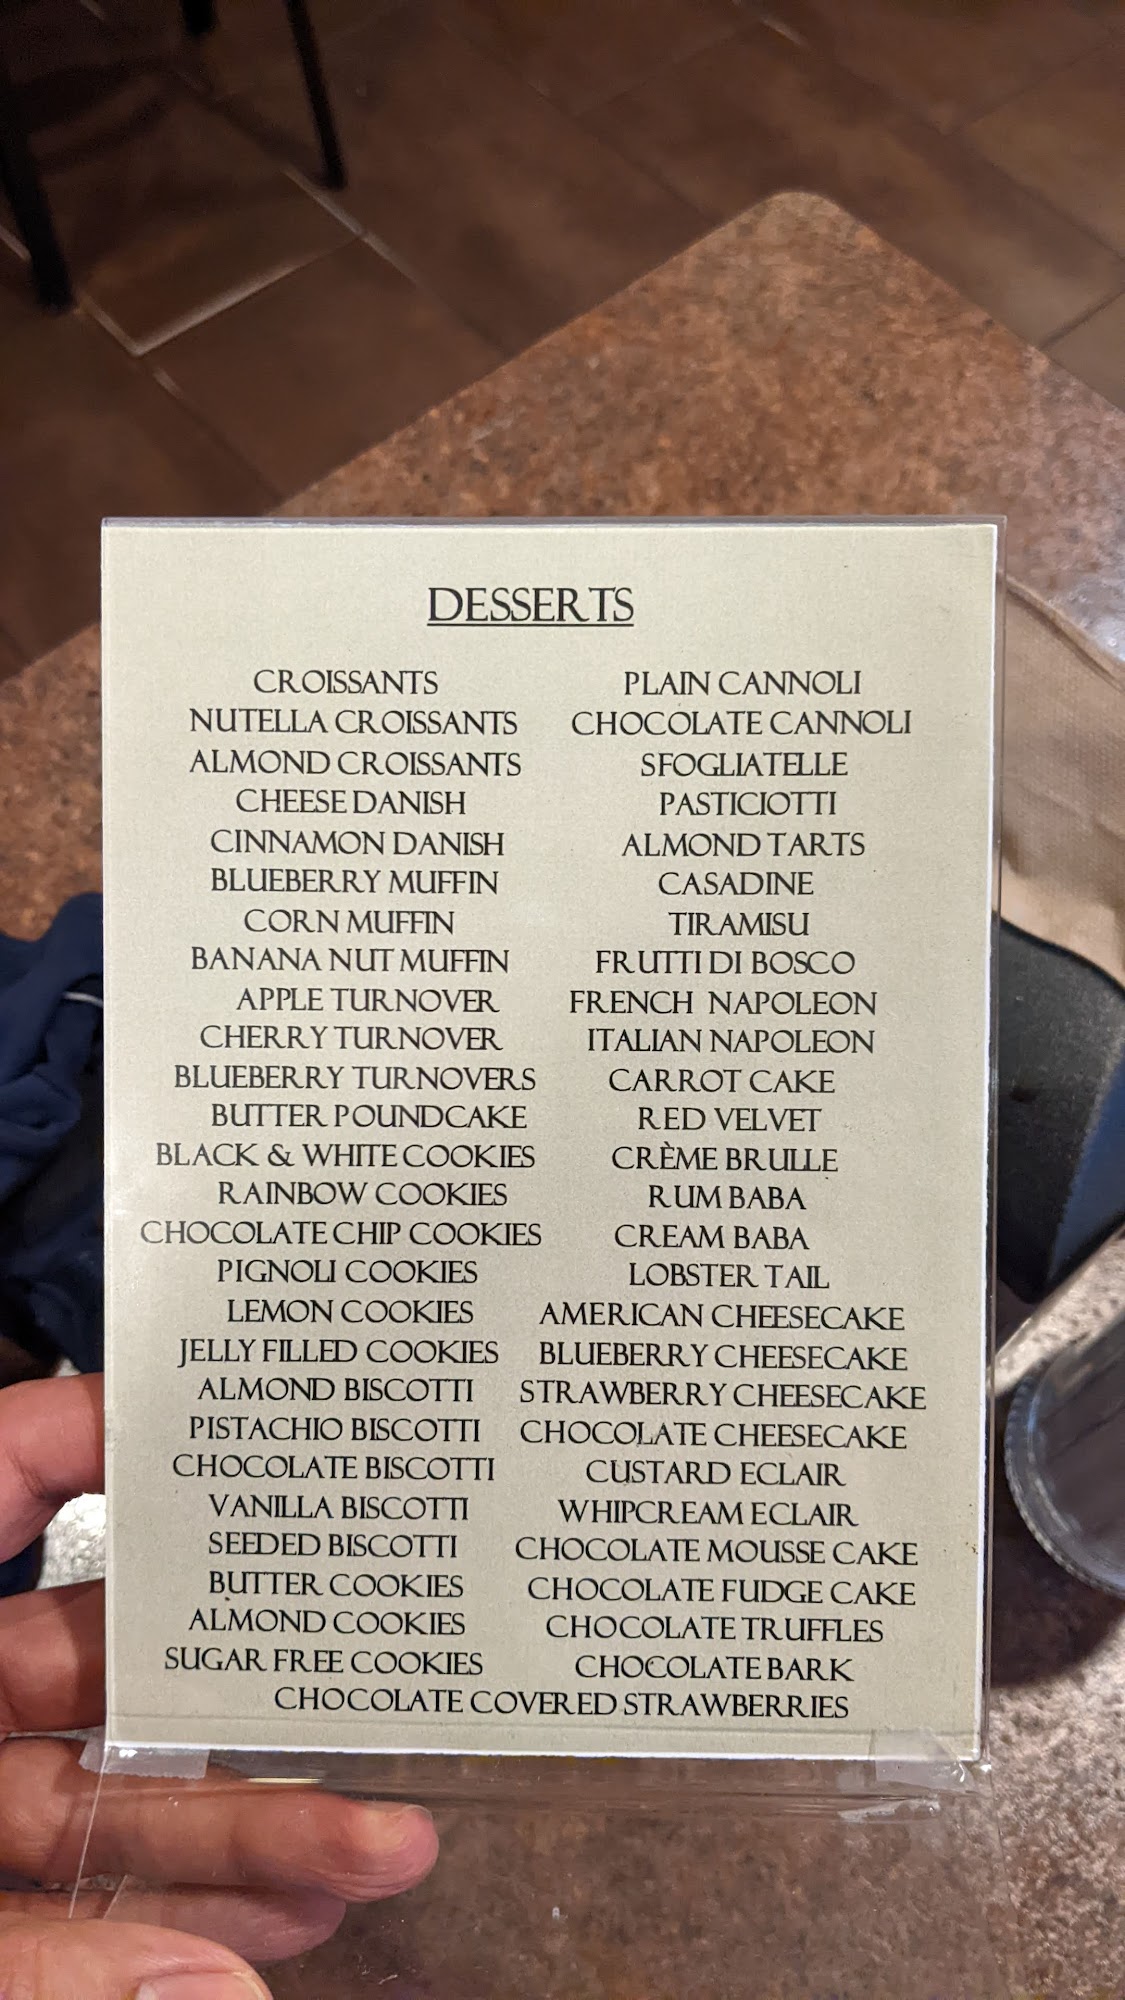 DESSERTS
CROISSANTS
NUTELLA CROISSANTS
ALMOND CROISSANTS
CHEESE DANISH
CINNAMON DANISH
BLUEBERRY MUFFIN
CORN MUFFIN
BANANA NUT MUFFIN
APPLE TURNOVER
CHERRY TURNOVER
BLUEBERRY TURNOVERS
BUTTER POUNDCAKE
BLACK & WHITE COOKIES
RAINBOW COOKIES
CHOCOLATE CHIP COOKIES
PIGNOLI COOKIES
LEMON COOKIES
JELLY FILLED COOKIES
ALMOND BISCOTTI
PISTACHIO BISCOTTI
CHOCOLATE BISCOTTI
VANILLA BISCOTTI
SEEDED BISCOTTI
BUTTER COOKIES
ALMOND COOKIES
SUGAR FREE COOKIES
PLAIN CANNOLI
CHOCOLATE CANNOLI
SFOGLIATELLE
PASTICIOTTI
ALMOND TARTS
CASADINE
TIRAMISU
FRUTTI DI BOSCO
FRENCH NAPOLEON
ITALIAN NAPOLEON
CARROT CAKE
RED VELVET
CRÈME BRULLE
RUM BABA
CREAM BABA
LOBSTER TAIL
AMERICAN CHEESECAKE
BLUEBERRY CHEESECAKE
STRAWBERRY CHEESECAKE
CHOCOLATE CHEESECAKE
CUSTARD ECLAIR
WHIPCREAM ECLAIR
CHOCOLATE MOUSSE CAKE
CHOCOLATE FUDGE CAKE
CHOCOLATE TRUFFLES
CHOCOLATE BARK
CHOCOLATE COVERED STRAWBERRIES